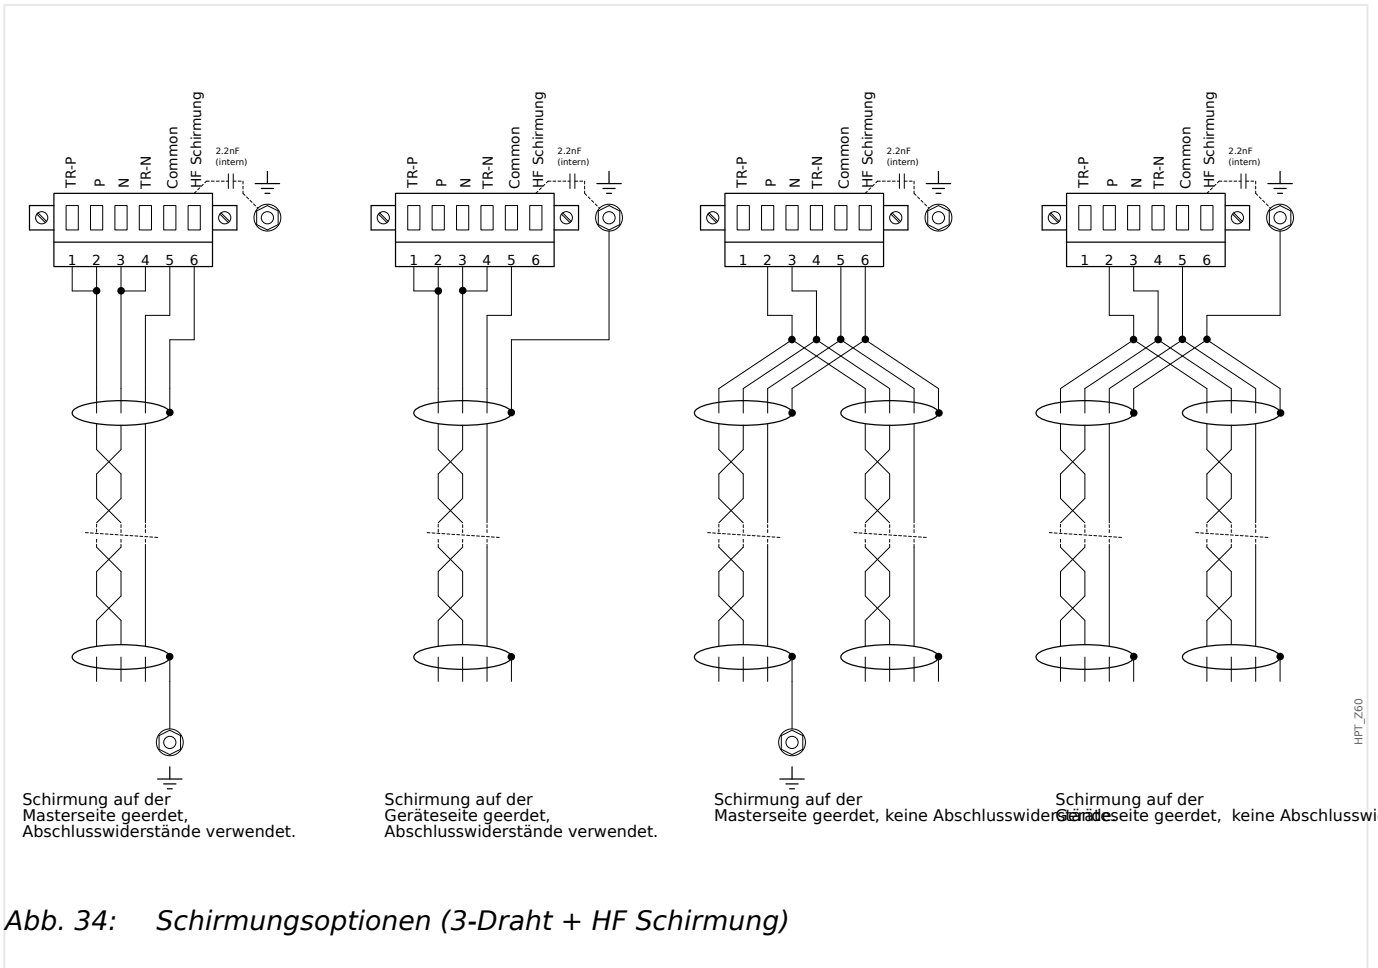 TR-P
P
N
TR-N
Common
HF Schirmung
2.2nF
(intern)
1 2 3 4 5 6
TR-P
P
N
TR-N
Common
HF Schirmung
2.2nF
(intern)
1 2 3 4 5 6
TR-P
P
N
TR-N
Common
HF Schirmung
2.2nF
(intern)
1 2 3 4 5 6
TR-P
P
N
TR-N
Common
HF Schirmung
2.2nF
(intern)
1 2 3 4 5 6
HPT_Z60
Schirmung auf der
Masterseite geerdet,
Abschlusswiderstände verwendet.
Schirmung auf der
Geräteseite geerdet,
Abschlusswiderstände verwendet.
Schirmung auf der
Masterseite geerdet, keine Abschlusswiderstände.
Schirmung auf der
Geräteseite geerdet, keine Abschlusswi
Abb. 34: Schirmungsoptionen (3-Draht + HF Schirmung)